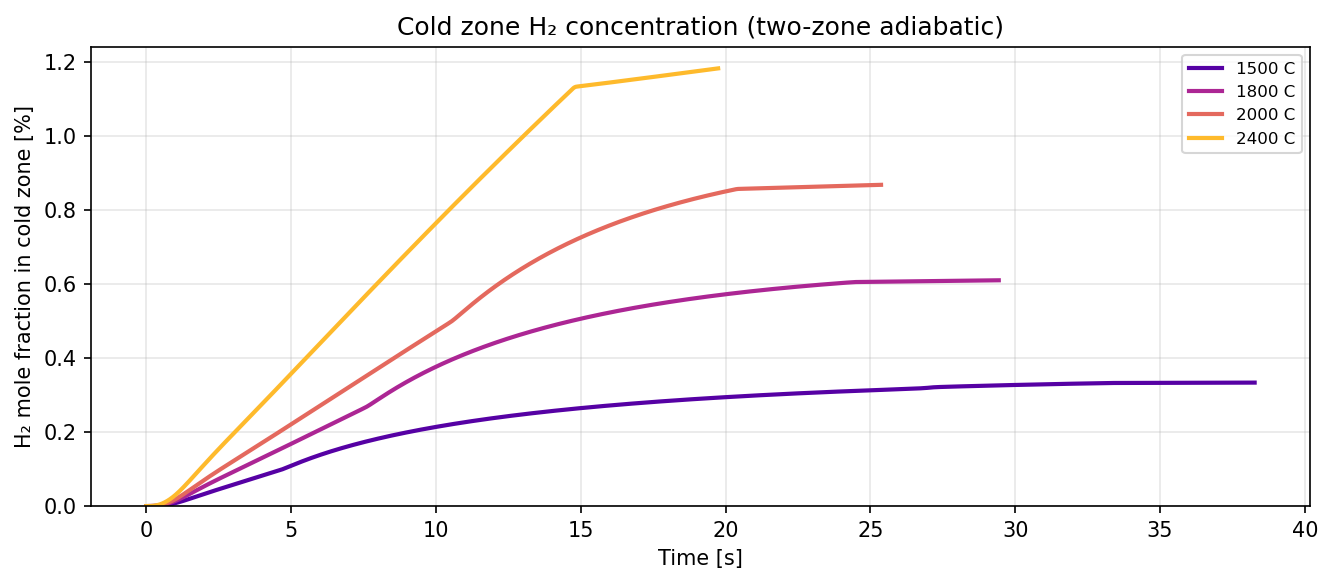 Cold zone H₂ concentration (two-zone adiabatic)
H₂ mole fraction in cold zone [%]
1.2
1.0
0.8
0.6
0.4
0.2
0.0
1500 C
1800 C
2000 C
2400 C
0 5 10 15 20 25 30 35 40
Time [s]